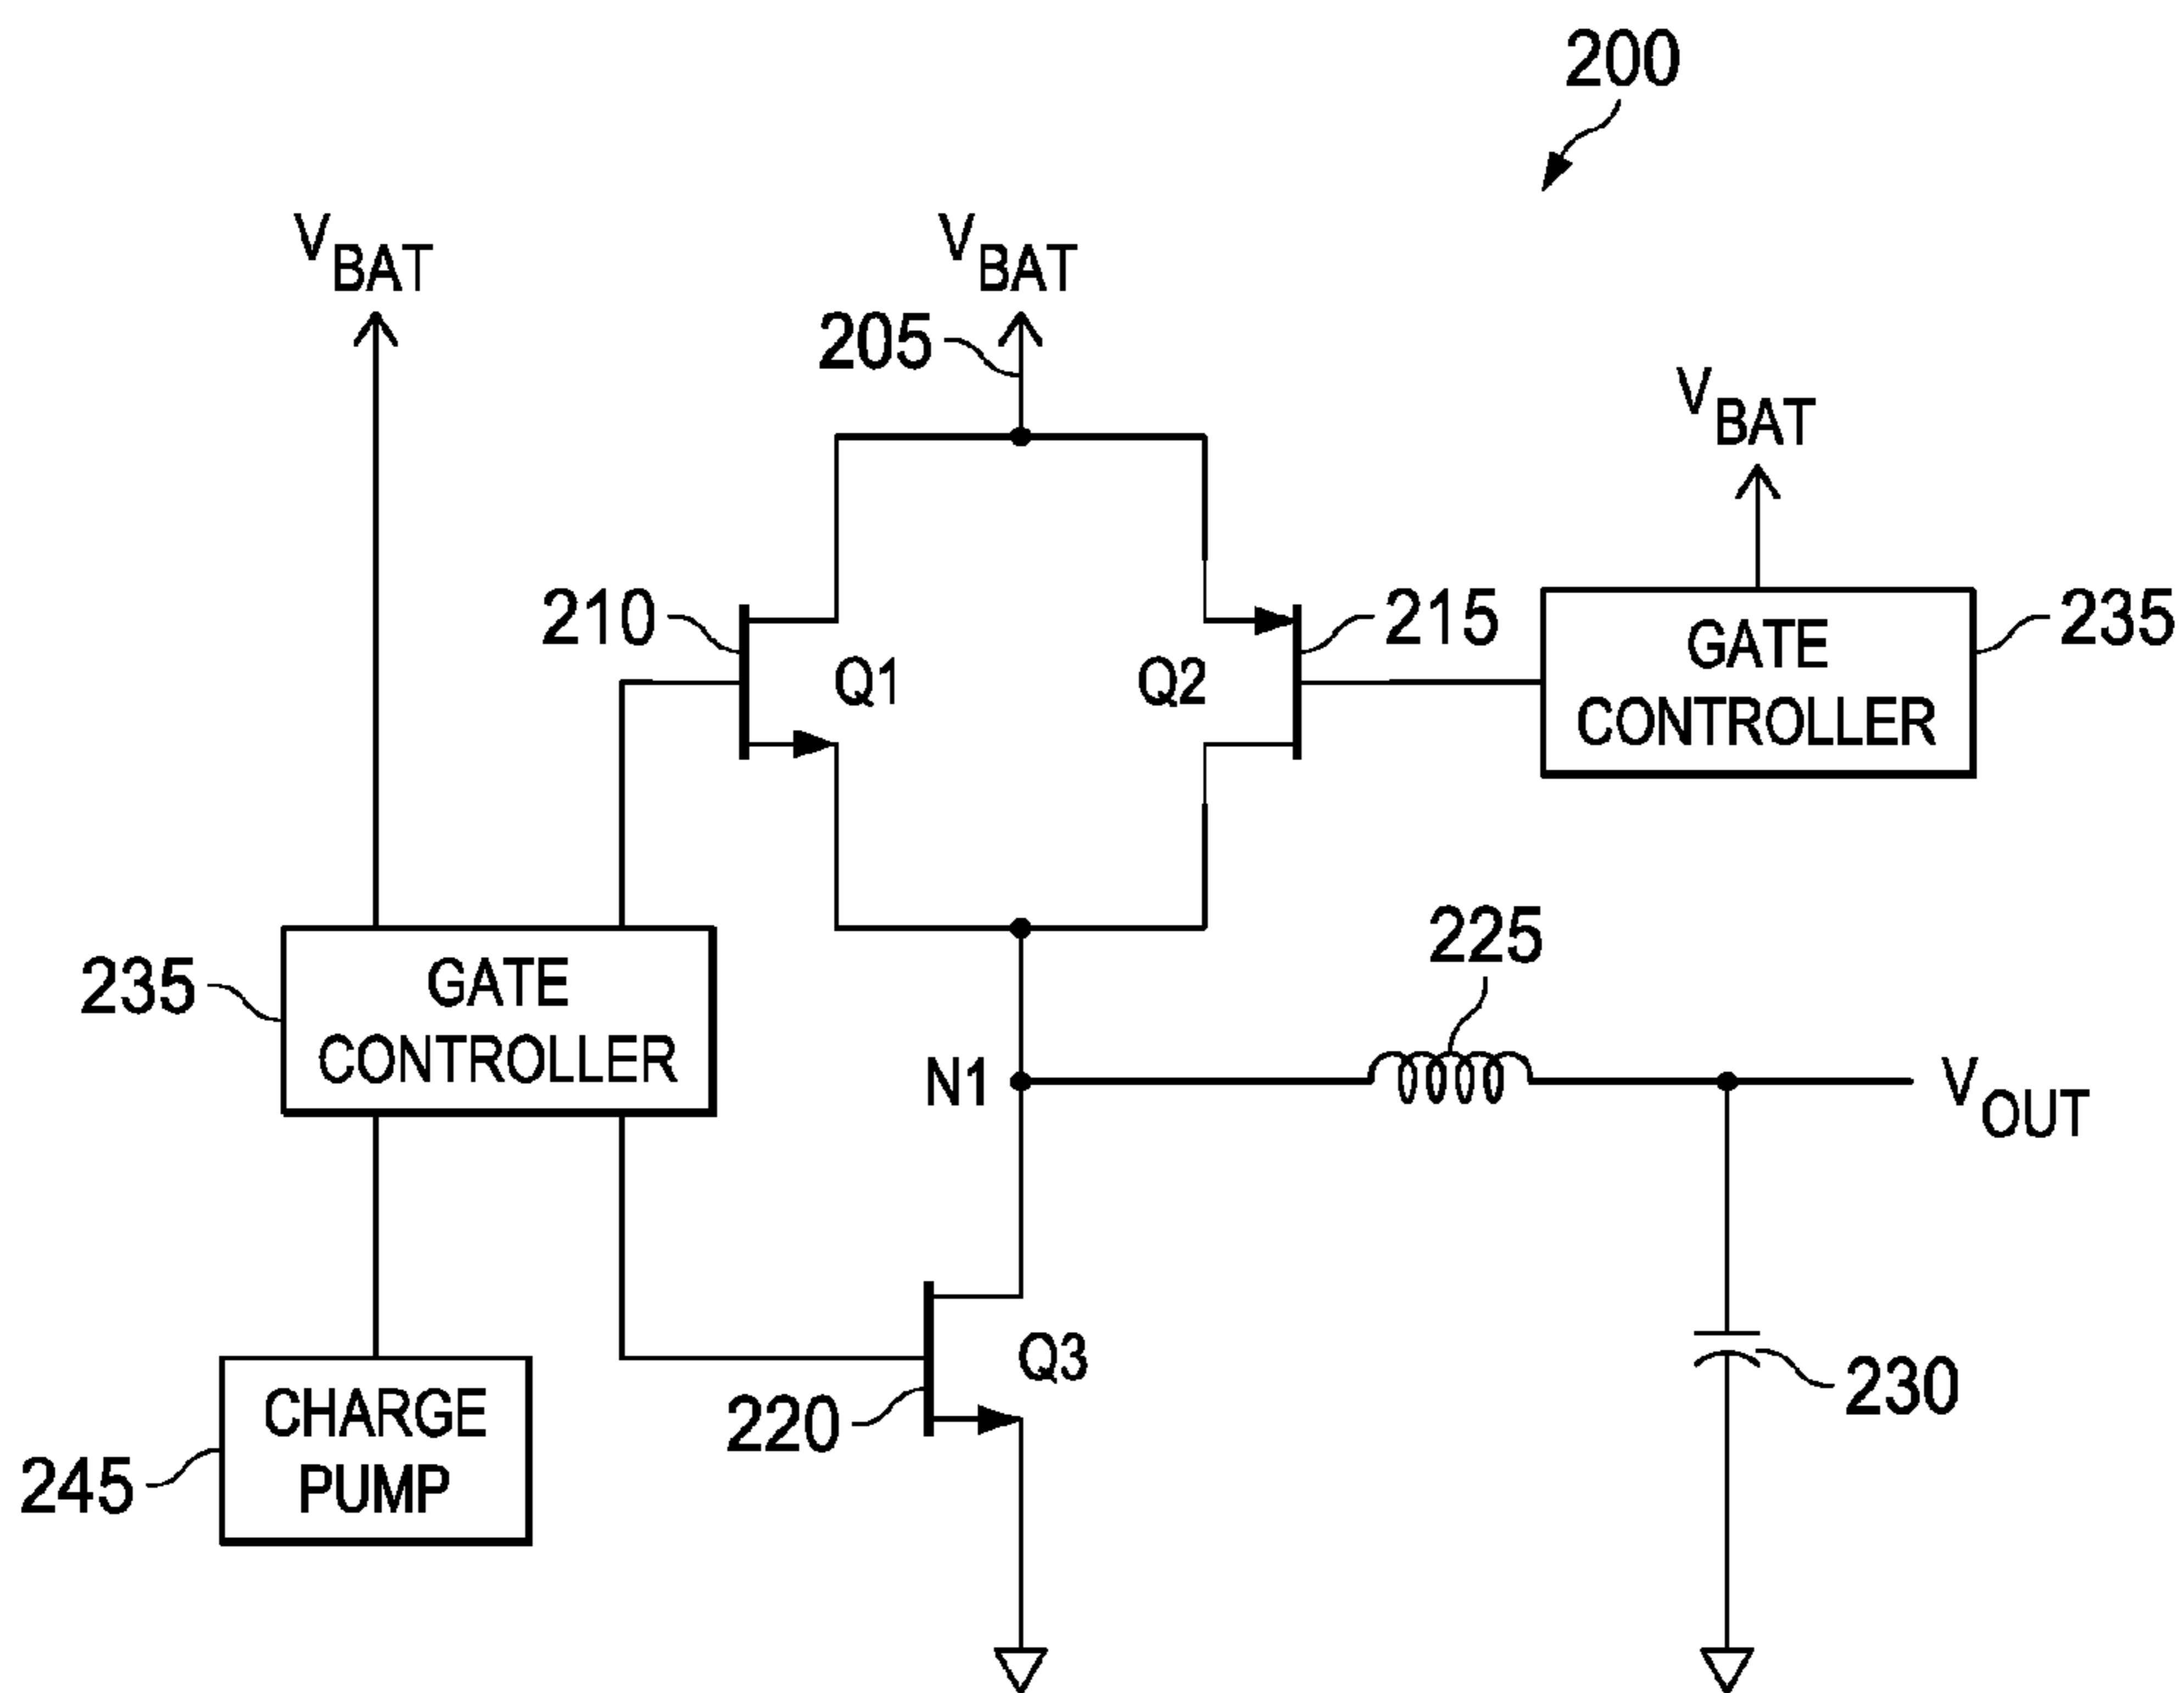 200
VBAT
VBAT
205
VBAT
210
Q1
Q2
215
GATE
CONTROLLER
235
235
GATE
CONTROLLER
225
N1
VOUT
CHARGE
PUMP
245
Q3
220
230